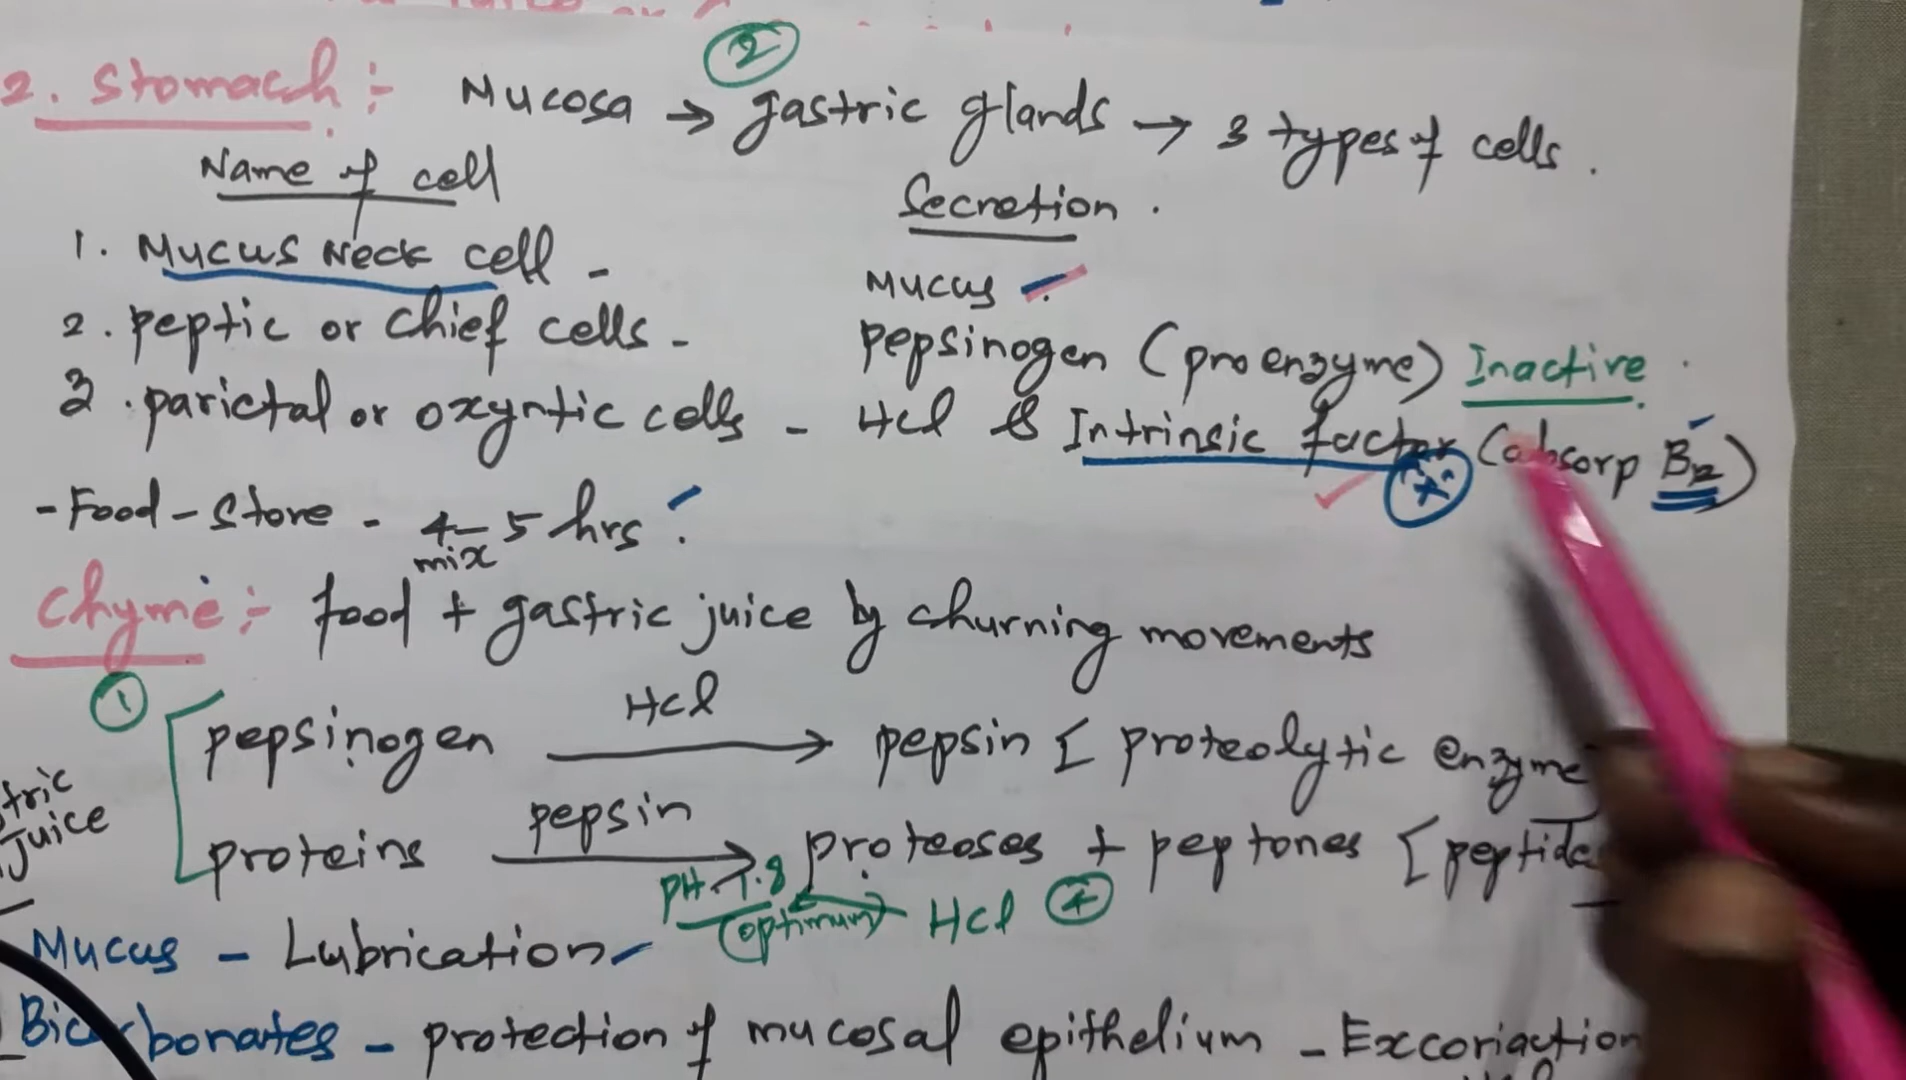 2
2. Stomach :- Mucosa → gastric glands → 3 types of cells.
Name of cell
Secretion.
1. Mucus Neck cell - Mucus
2. peptic or chief cells - pepsinogen (proenzyme) Inactive
3. parietal or oxyntic cells - Hcl & Intrinsic factor (absorp B12)
- Food - store - 4-5 hrs.
mix
Chyme :- food + gastric juice by churning movements
1
pepsinogen Hcl → pepsin [proteolytic enzyme
tric
juice
proteins pepsin → proteoses + peptones [peptide
pH-1.8
(optimum) Hcl 4
Mucus - Lubrication
Bicarbonates - protection of mucosal epithelium - Excoriaction